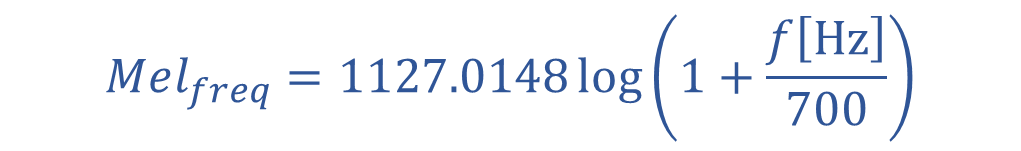 Mel_freq = 1127.0148 log(1 + f[Hz]/700)